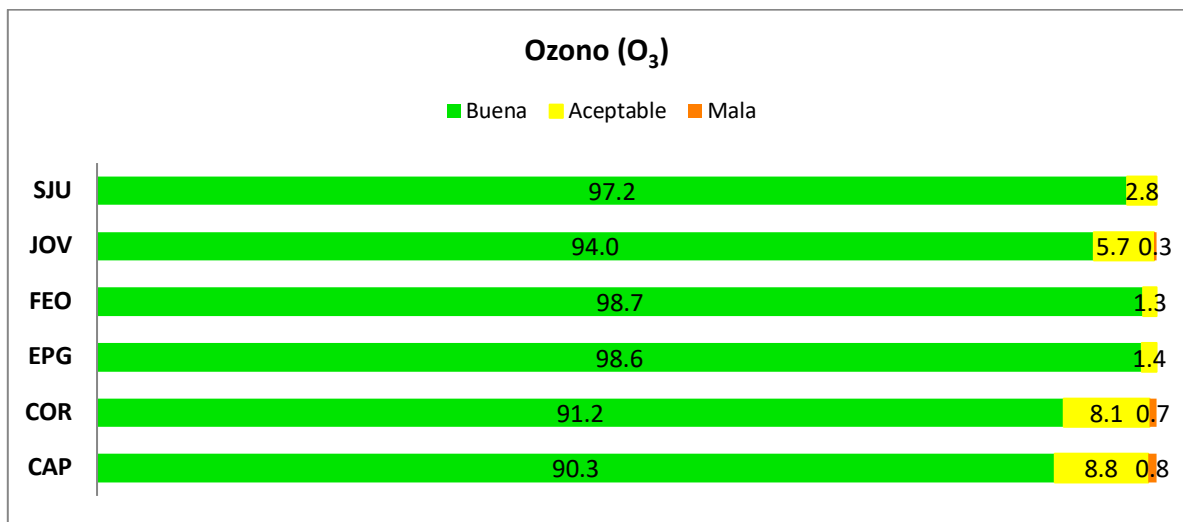 Ozono (O₃)
Buena Aceptable Mala
SJU 97.2 2.8
JOV 94.0 5.7 0.3
FEO 98.7 1.3
EPG 98.6 1.4
COR 91.2 8.1 0.7
CAP 90.3 8.8 0.8